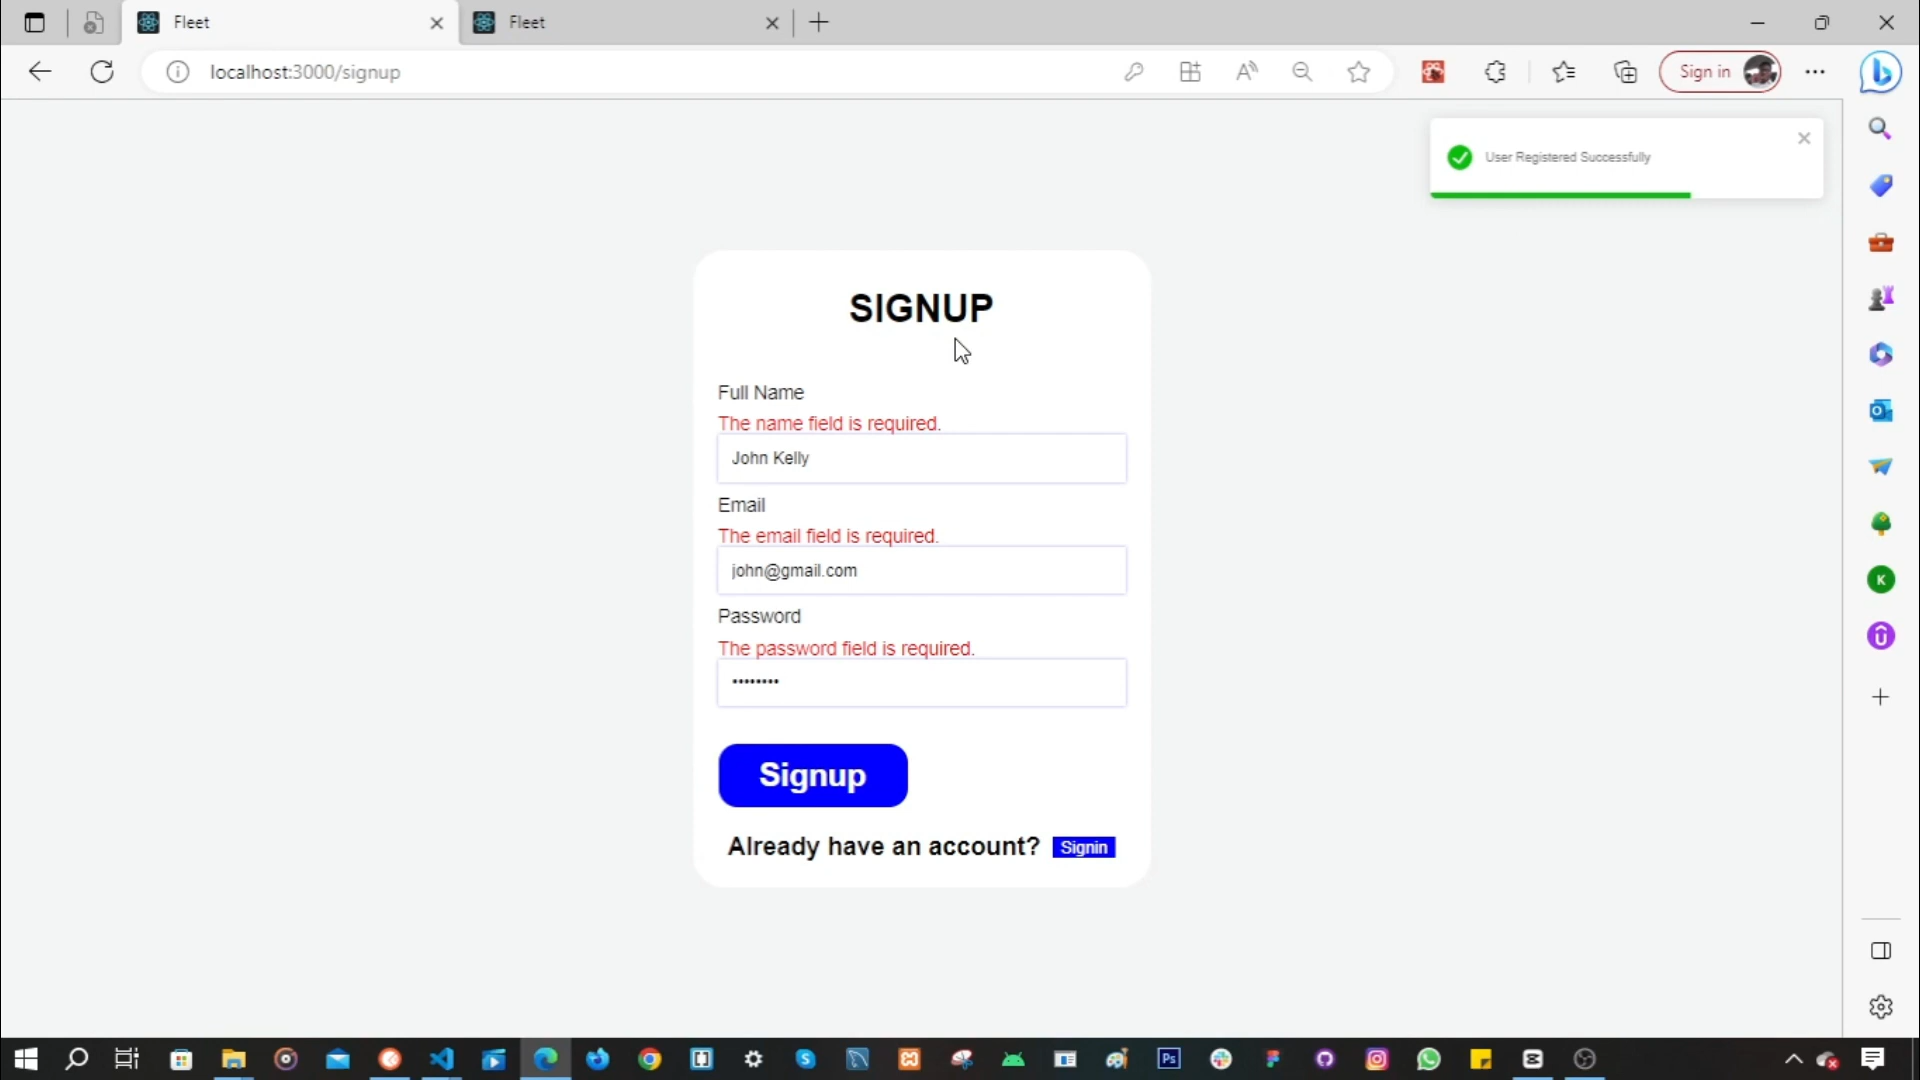 Fleet
Fleet
localhost:3000/signup
Sign in
User Registered Successfully
SIGNUP
Full Name
The name field is required.
John Kelly
Email
The email field is required.
john@gmail.com
Password
The password field is required.
••••••••
Signup
Already have an account? Signin
K
Ps